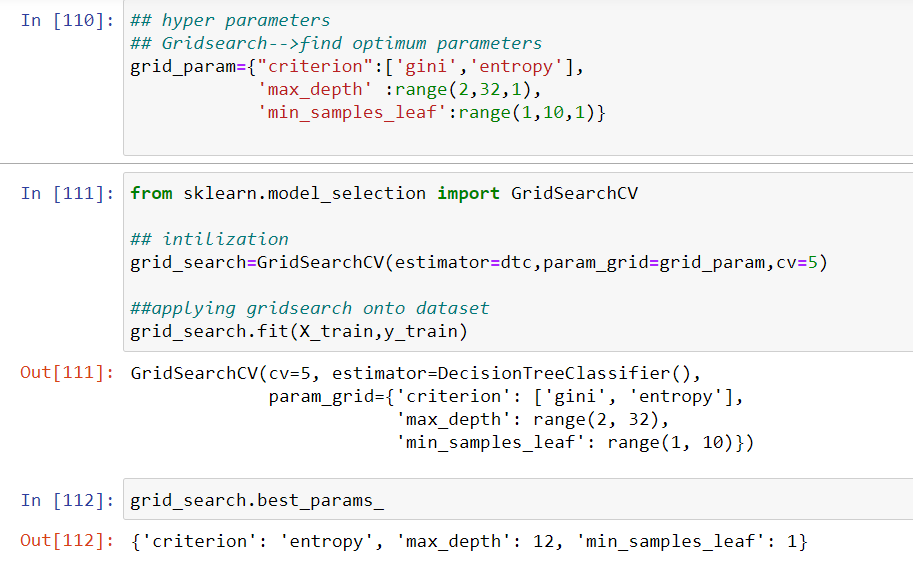 In [110]: ## hyper parameters
## Gridsearch-->find optimum parameters
grid_param={"criterion":['gini','entropy'],
'max_depth' :range(2,32,1),
'min_samples_leaf':range(1,10,1)}
In [111]: from sklearn.model_selection import GridSearchCV
## intilization
grid_search=GridSearchCV(estimator=dtc,param_grid=grid_param,cv=5)
##applying gridsearch onto dataset
grid_search.fit(X_train,y_train)
Out[111]: GridSearchCV(cv=5, estimator=DecisionTreeClassifier(),
param_grid={'criterion': ['gini', 'entropy'],
'max_depth': range(2, 32),
'min_samples_leaf': range(1, 10)})
In [112]: grid_search.best_params_
Out[112]: {'criterion': 'entropy', 'max_depth': 12, 'min_samples_leaf': 1}